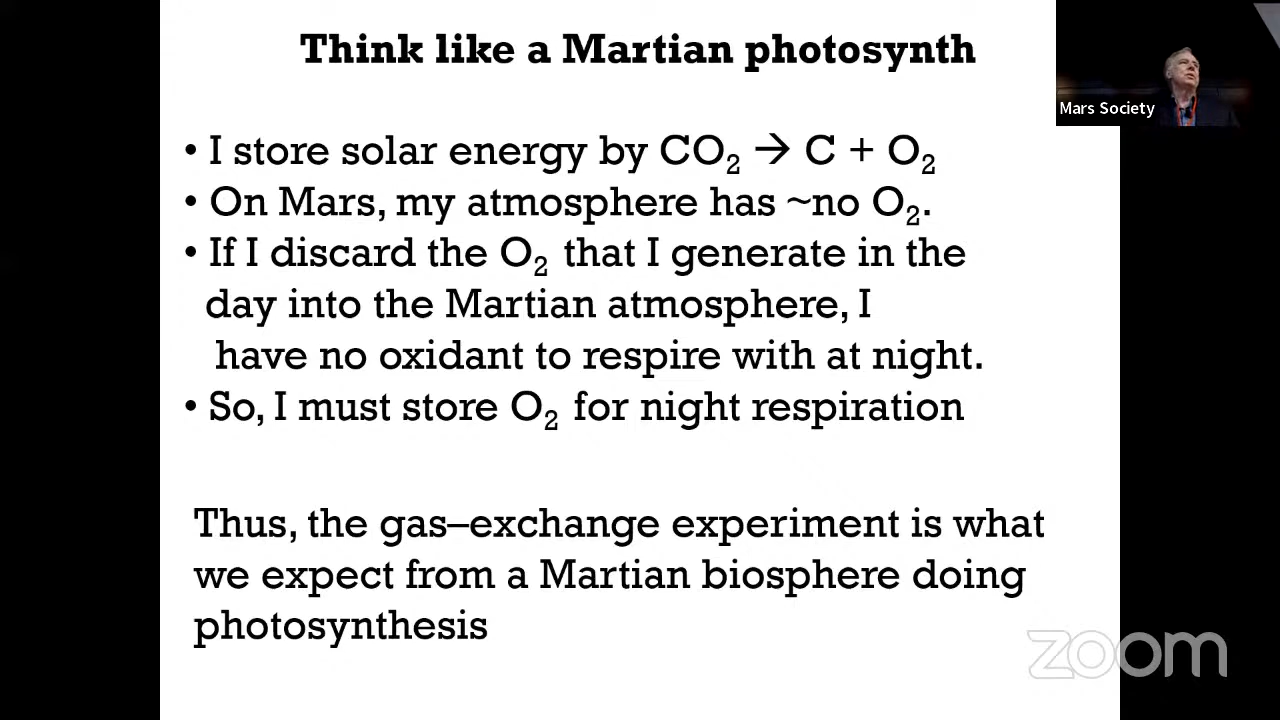 Think like a Martian photosynth
Mars Society
• I store solar energy by CO₂ → C + O₂
• On Mars, my atmosphere has ~no O₂.
• If I discard the O₂ that I generate in the
day into the Martian atmosphere, I
have no oxidant to respire with at night.
• So, I must store O₂ for night respiration
Thus, the gas–exchange experiment is what
we expect from a Martian biosphere doing
photosynthesis
zoom